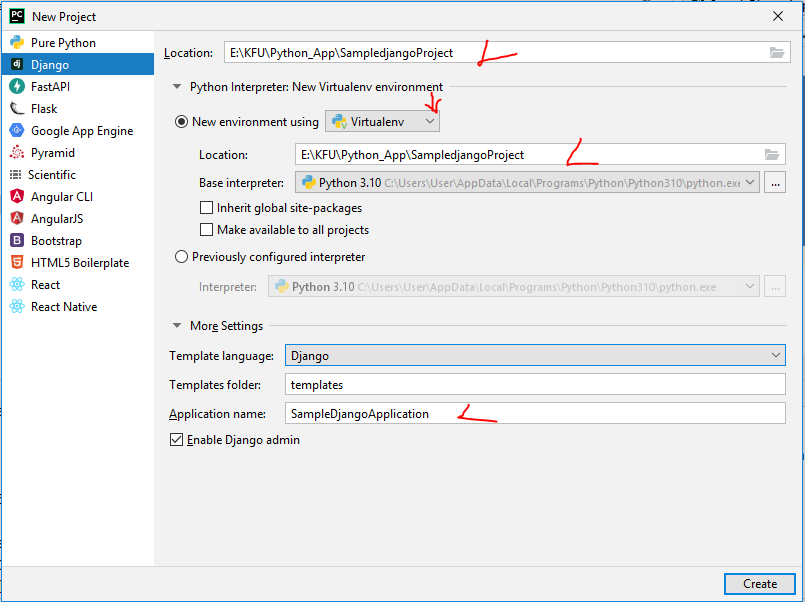 New Project
Pure Python
Django
FastAPI
Flask
Google App Engine
Pyramid
Scientific
Angular CLI
AngularJS
Bootstrap
HTML5 Boilerplate
React
React Native
Location: E:\KFU\Python_App\SampledjangoProject
Python Interpreter: New Virtualenv environment
New environment using Virtualenv
Location: E:\KFU\Python_App\SampledjangoProject
Base interpreter: Python 3.10 C:\Users\User\AppData\Local\Programs\Python\Python310\python.exe ...
Inherit global site-packages
Make available to all projects
Previously configured interpreter
Interpreter: Python 3.10 C:\Users\User\AppData\Local\Programs\Python\Python310\python.exe ...
More Settings
Template language: Django
Templates folder: templates
Application name: SampleDjangoApplication
Enable Django admin
Create